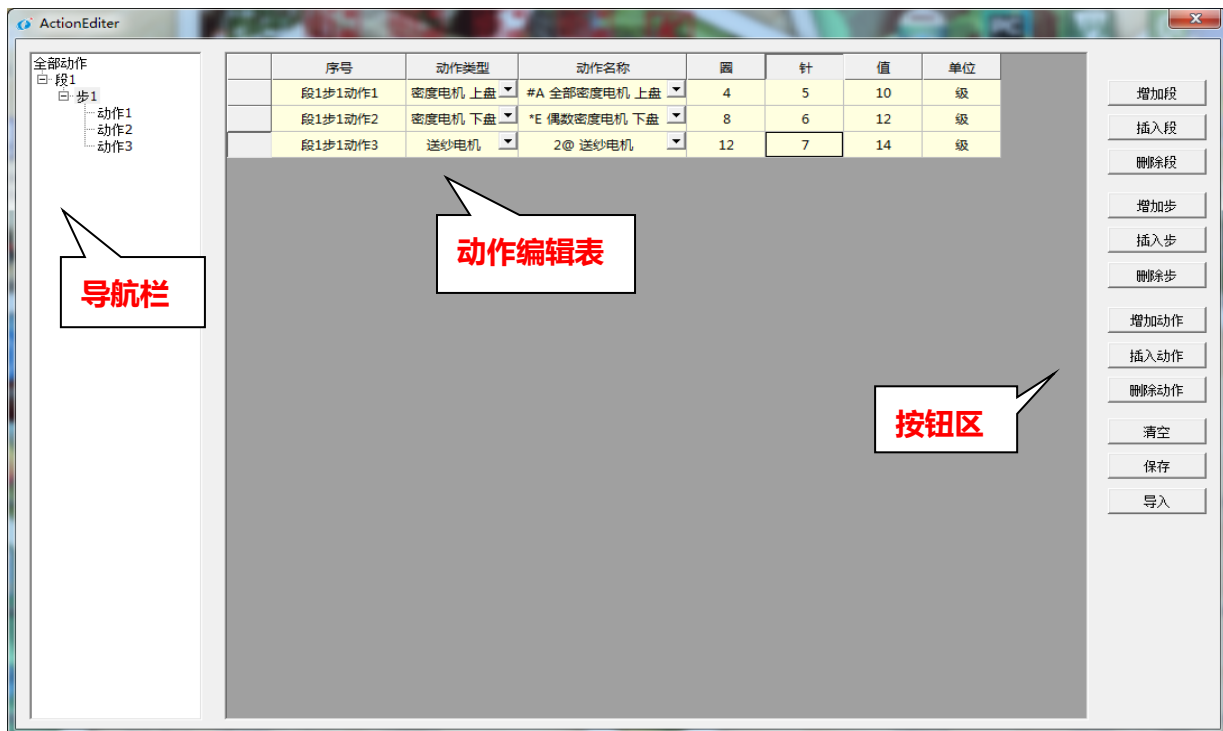 ActionEditer
全部动作
段1
步1
动作1
动作2
动作3
序号 动作类型 动作名称 圈 针 值 单位
段1步1动作1 密度电机 上盘 #A 全部密度电机 上盘 4 5 10 级
段1步1动作2 密度电机 下盘 *E 偶数密度电机 下盘 8 6 12 级
段1步1动作3 送纱电机 2@ 送纱电机 12 7 14 级
导航栏
动作编辑表
按钮区
增加段
插入段
删除段
增加步
插入步
删除步
增加动作
插入动作
删除动作
清空
保存
导入